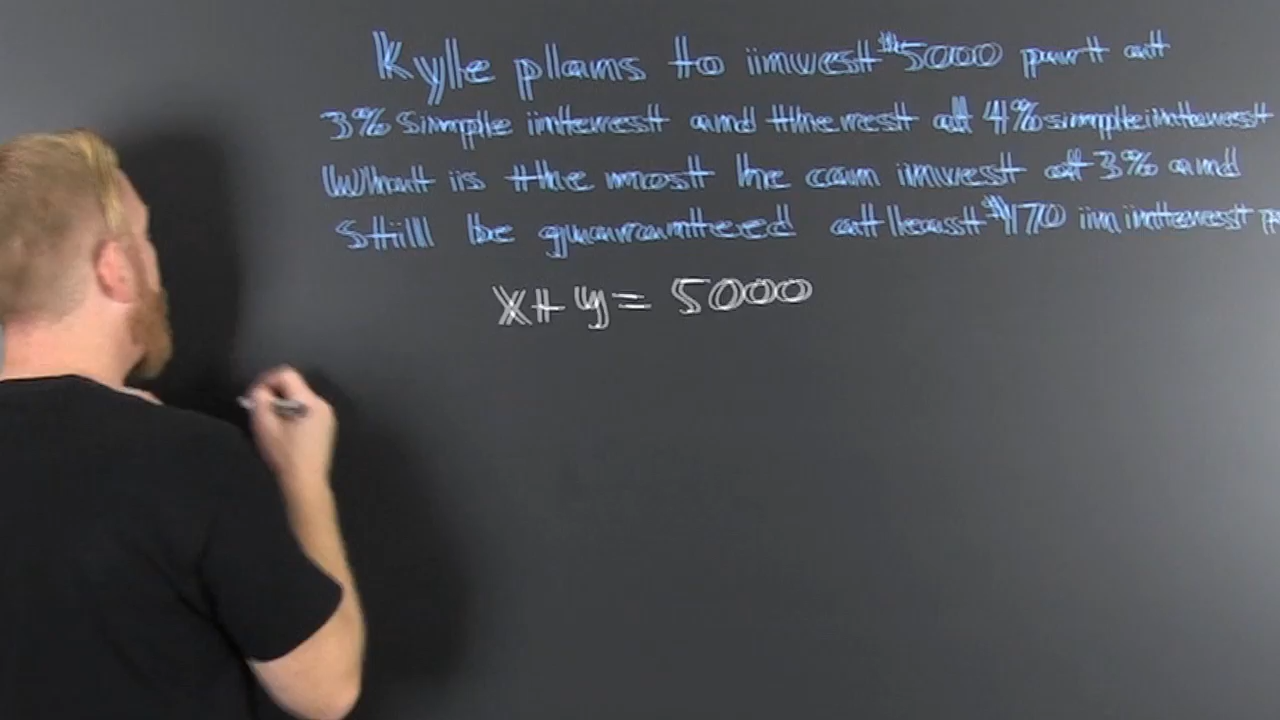 Kyle plans to invest $5000 part at
3% simple interest and the rest at 4% simple interest
What is the most he can invest at 3% and
still be guaranteed at least $170 in interest p
x + y = 5000